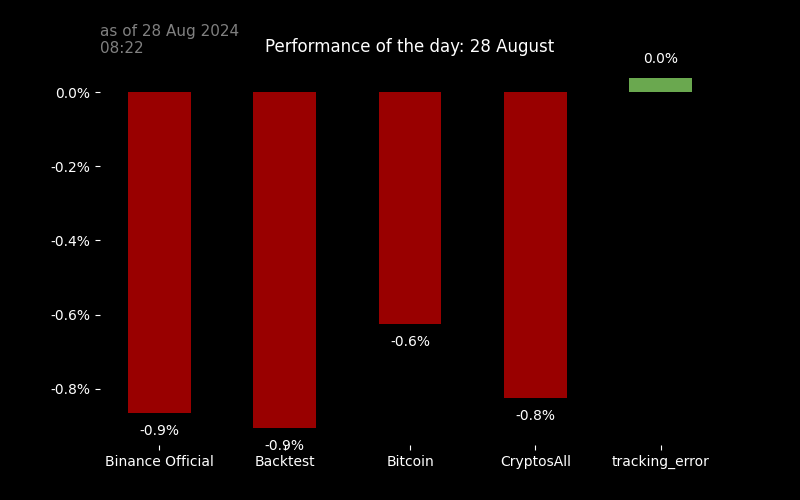 as of 28 Aug 2024
08:22
Performance of the day: 28 August
0.0%
0.0%
-0.2%
-0.4%
-0.6%
-0.8%
-0.9%
-0.9%
-0.6%
-0.8%
Binance Official
Backtest
Bitcoin
CryptosAll
tracking_error